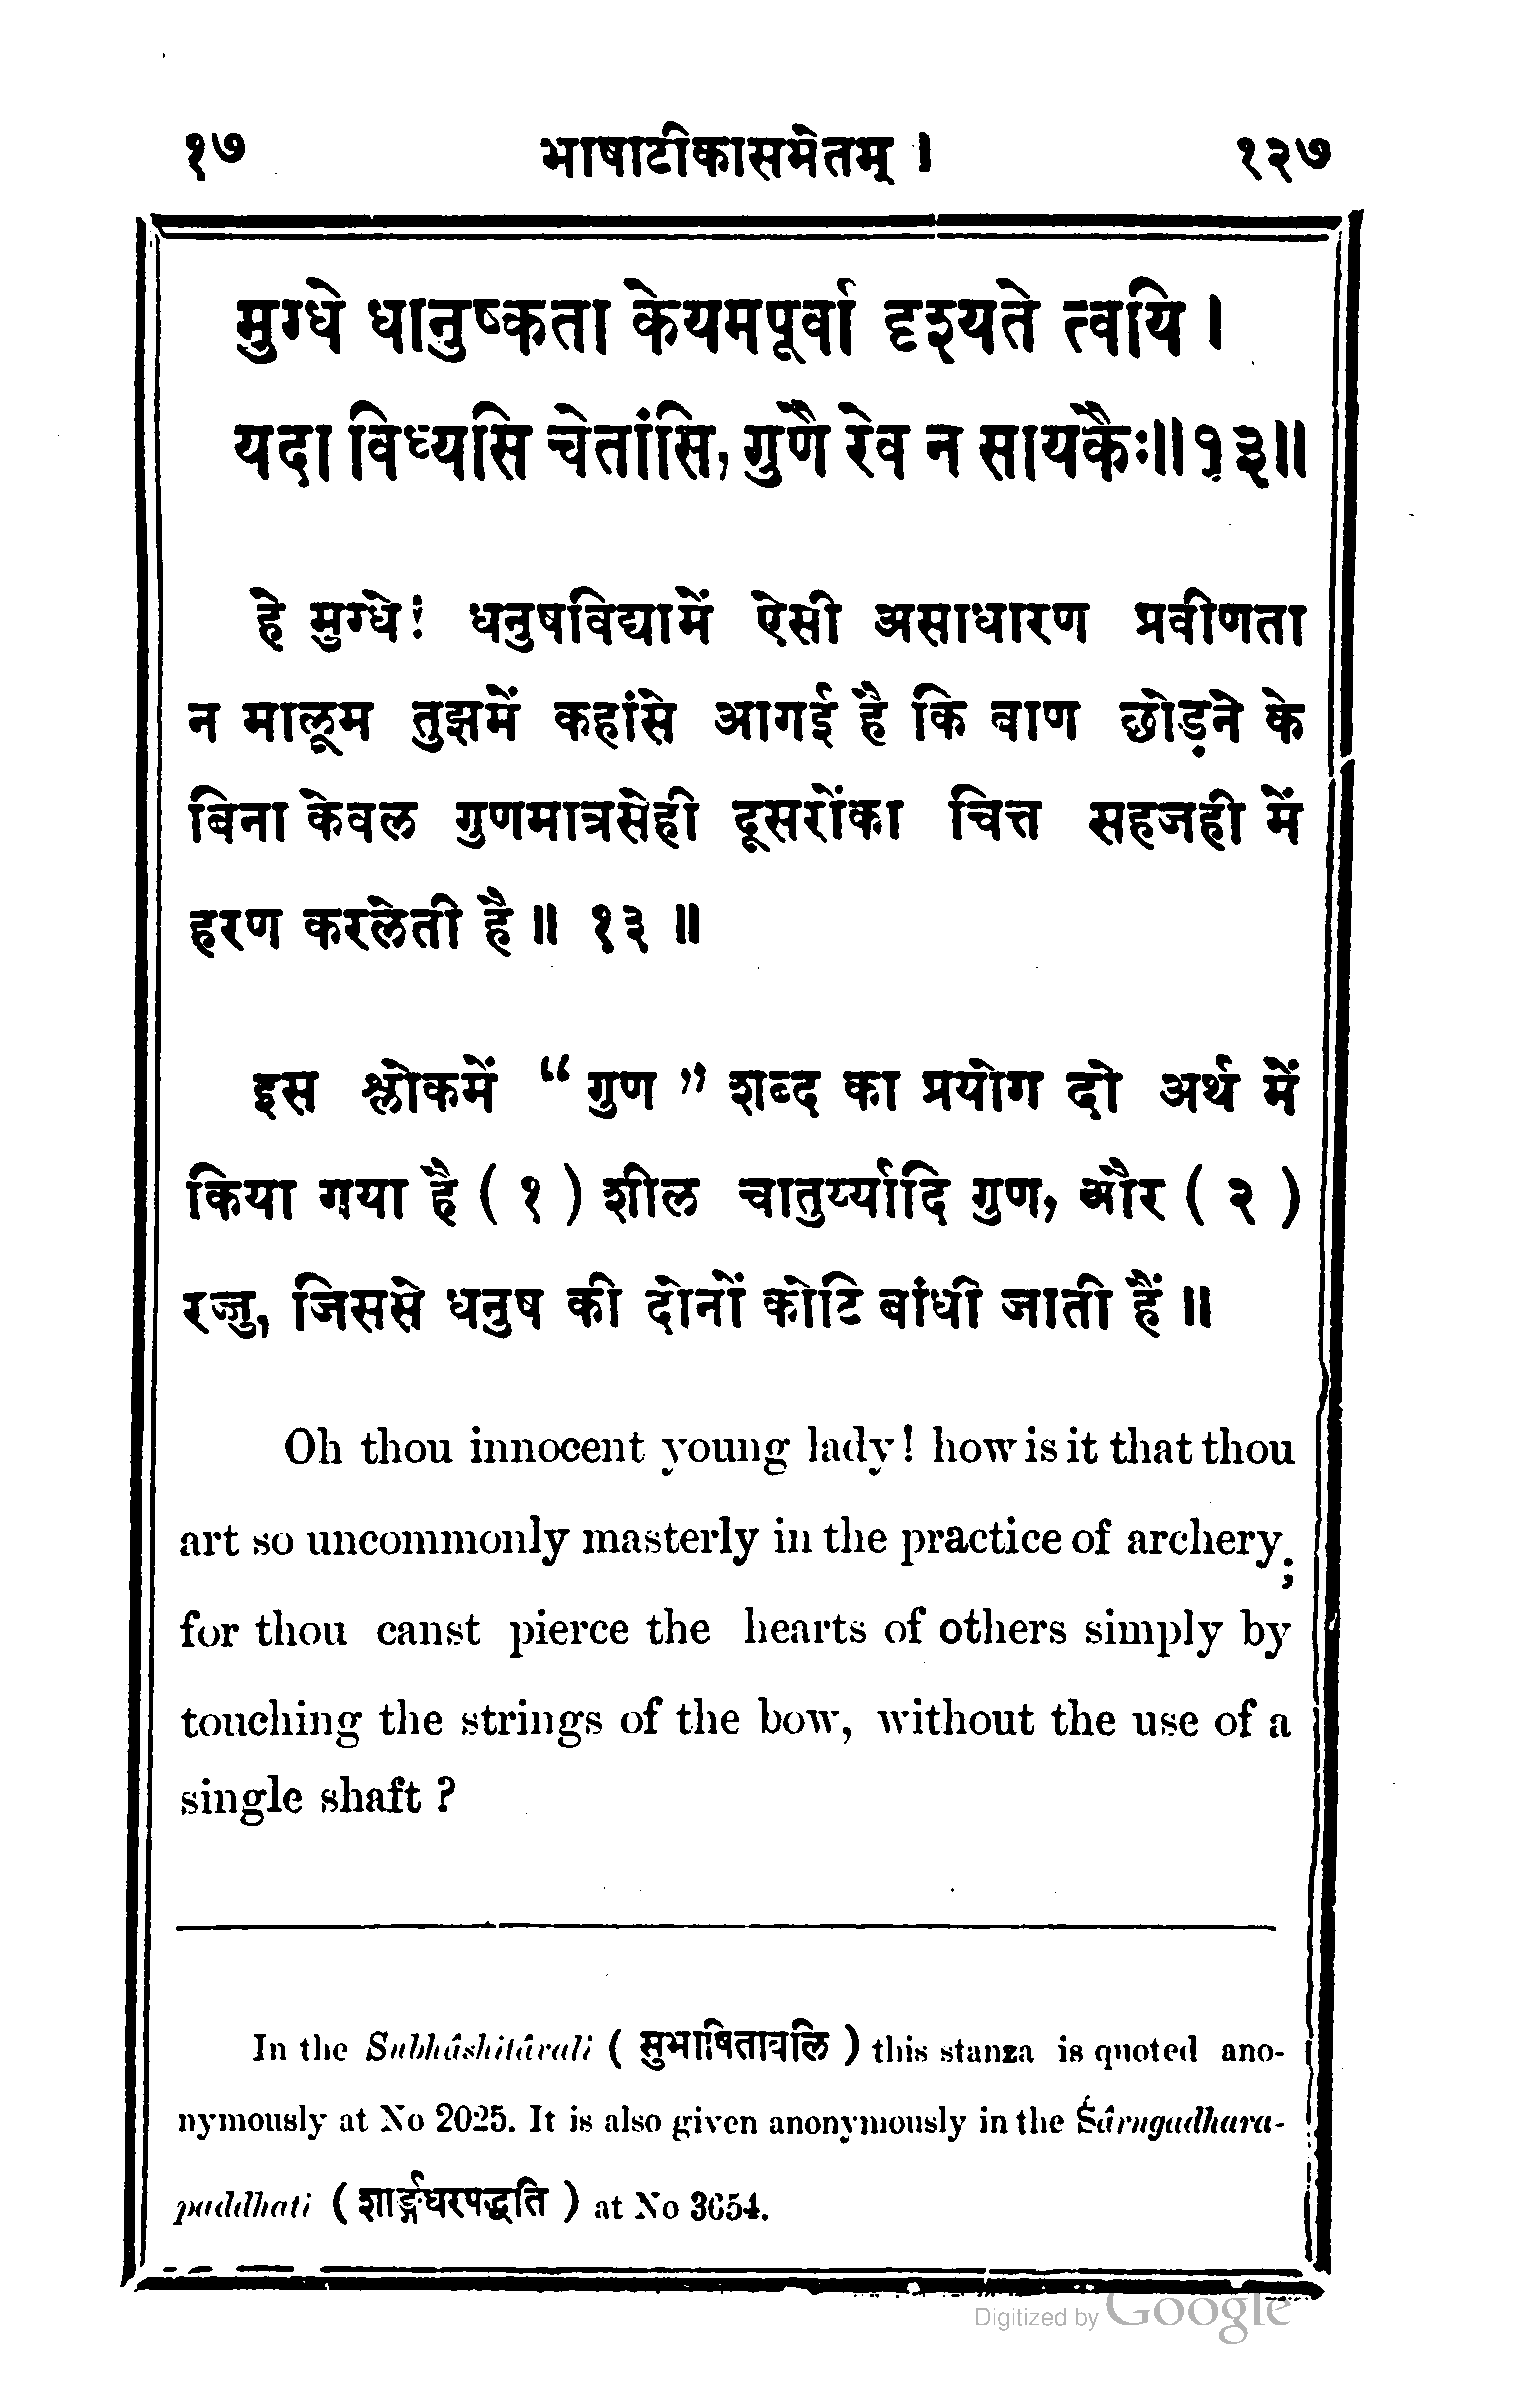 १७ भाषाटीकासमेतम् । १३७
मुग्धे धानुष्कता केयमपूर्वा दृश्यते त्वयि ।
यदा विध्यसि चेतांसि, गुणै रेव न सायकैः॥१३॥
हे मुग्धे! धनुषविद्यामें ऐसी असाधारण प्रवीणता
न मालूम तुझमें कहांसे आगई है कि बाण छोड़ने के
बिना केवल गुणमात्रसेही दूसरोंका चित्त सहजही में
हरण करलेती है ॥ १३ ॥
इस श्लोकमें “ गुण ” शब्द का प्रयोग दो अर्थ में
किया गया है ( १ ) शील चातुर्य्यादि गुण, और ( २ )
रज्जु, जिससे धनुष की दोनों कोटि बांधी जाती हैं ॥
Oh thou innocent young lady! how is it that thou
art so uncommonly masterly in the practice of archery;
for thou canst pierce the hearts of others simply by
touching the strings of the bow, without the use of a
single shaft ?
In the Subhâshitâvali ( सुभाषितावलि ) this stanza is quoted ano-
nymously at No 2025. It is also given anonymously in the Śârngadhara-
paddhati ( शार्ङ्गधरपद्धति ) at No 3654.
Digitized by Google